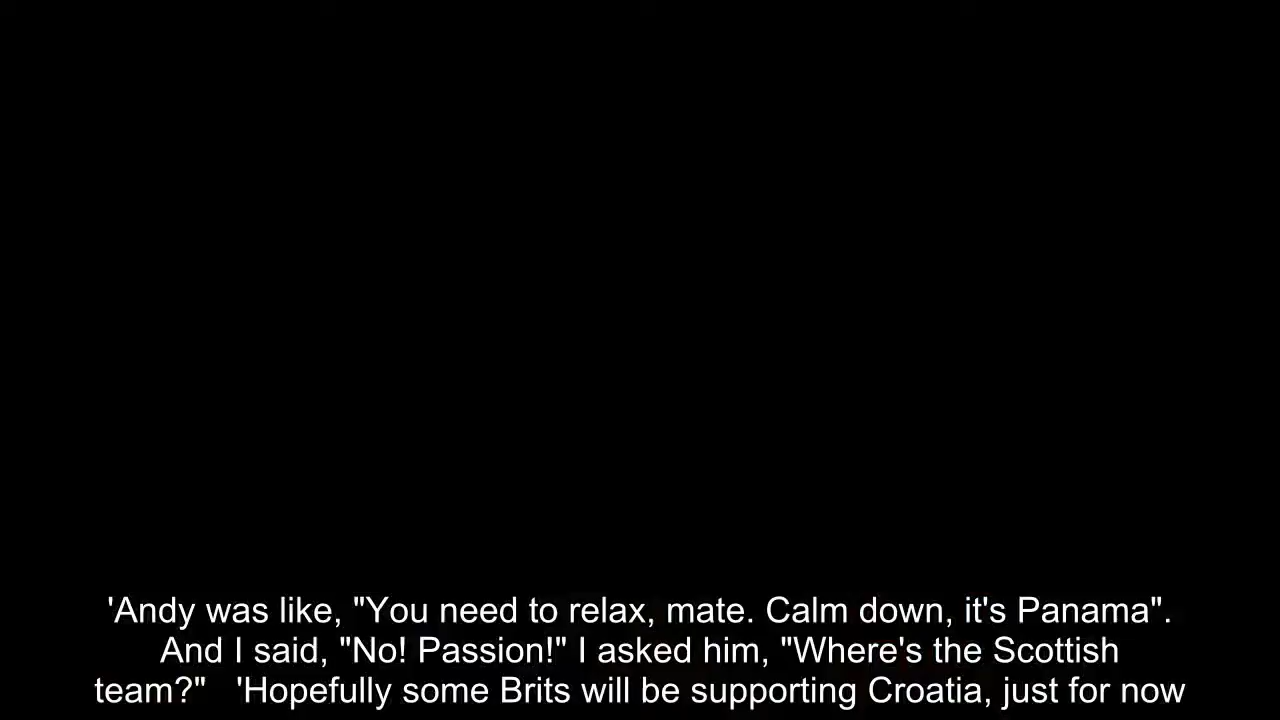 'Andy was like, "You need to relax, mate. Calm down, it's Panama".
And I said, "No! Passion!" I asked him, "Where's the Scottish
team?"   'Hopefully some Brits will be supporting Croatia, just for now